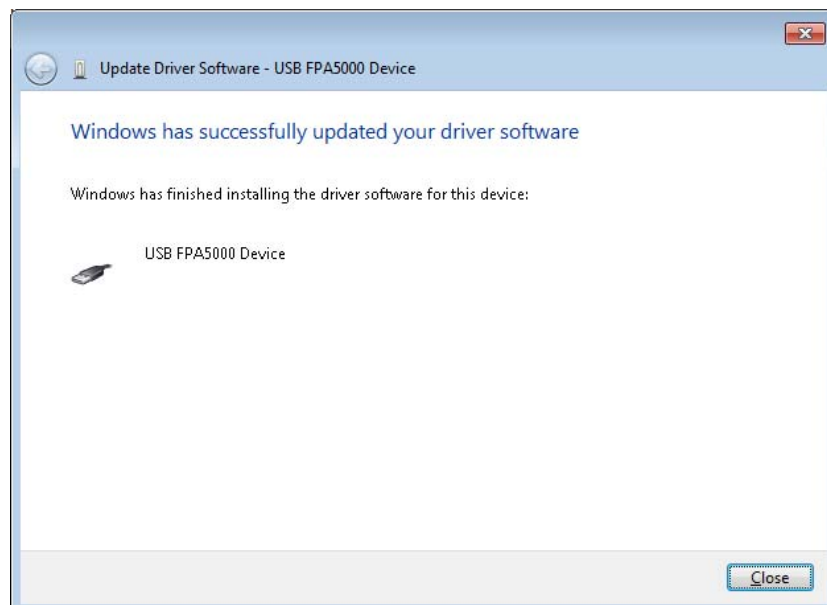 Update Driver Software - USB FPA5000 Device
Windows has successfully updated your driver software
Windows has finished installing the driver software for this device:
USB FPA5000 Device
Close